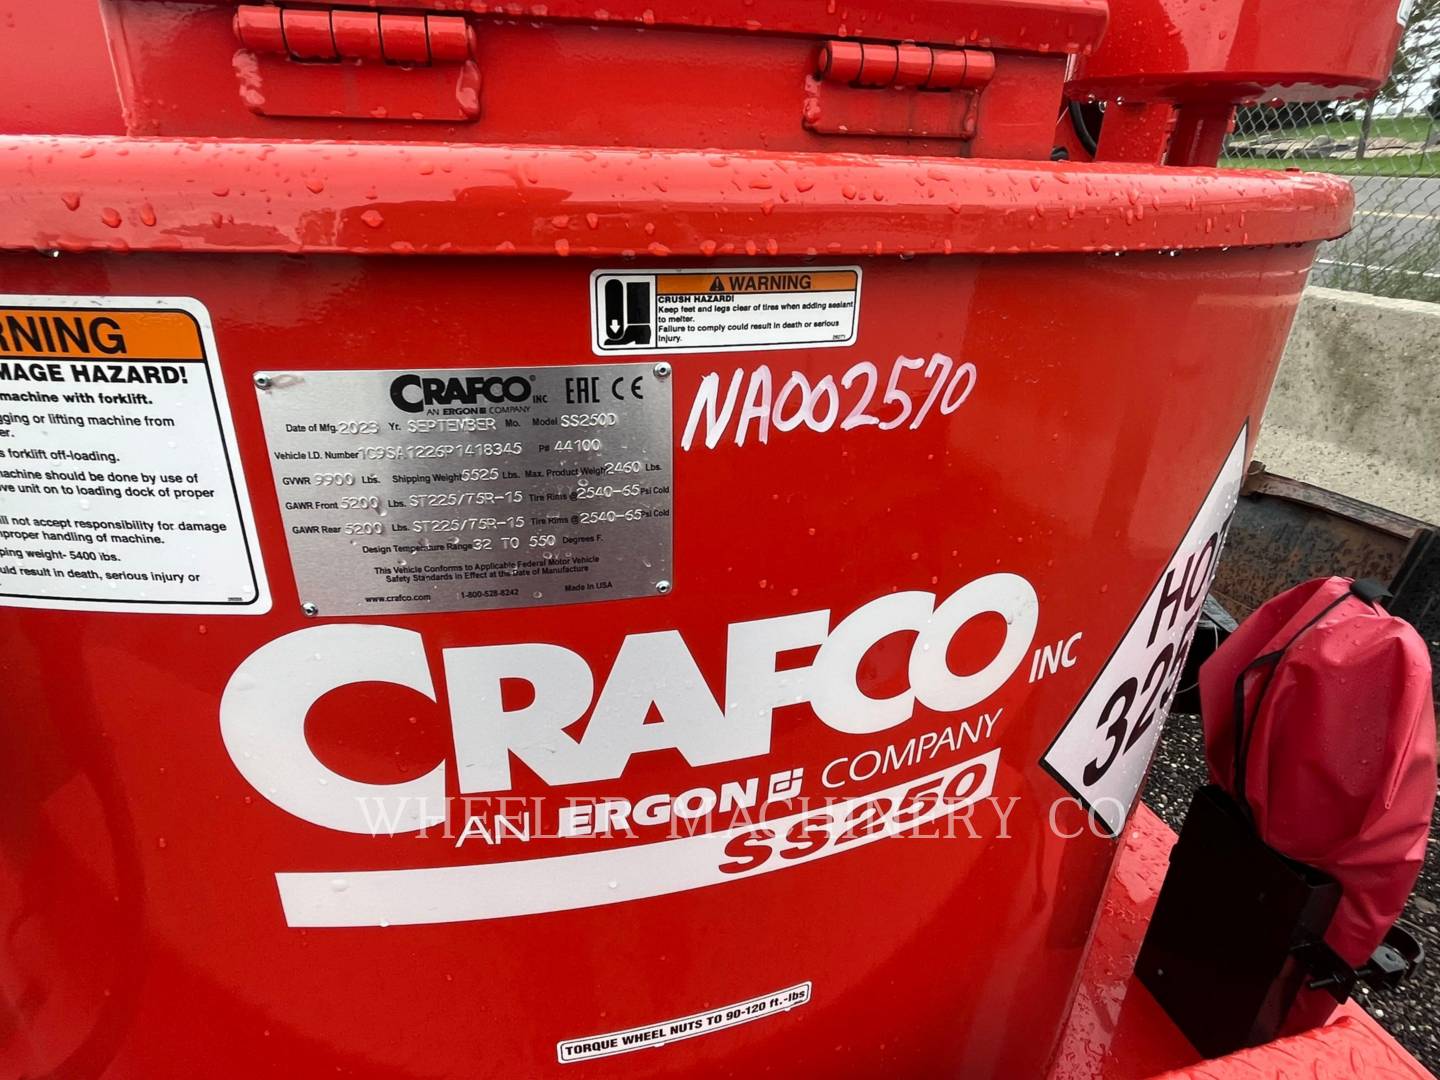 WARNING
CRUSH HAZARD!
Keep feet and legs clear of tires when adding sealant
to melter.
Failure to comply could result in death or serious
injury.
RNING
MAGE HAZARD!
machine with forklift.
gging or lifting machine from
er.
s forklift off-loading.
achine should be done by use of
ve unit on to loading dock of proper
ill not accept responsibility for damage
mproper handling of machine.
ping weight- 5400 lbs.
uld result in death, serious injury or
CRAFCO INC EAC CE
AN ERGON COMPANY
Date of Mfg. 2023 Yr. SEPTEMBER Mo. Model SS250D
Vehicle I.D. Number 1C9SA1226P1418345 P# 44100
GVWR 9900 Lbs. Shipping Weight 5525 Lbs. Max. Product Weigh 2460 Lbs.
GAWR Front 5200 Lbs. ST225/75R-15 Tire Rims @ 2540-65 Psi Cold
GAWR Rear 5200 Lbs. ST225/75R-15 Tire Rims @ 2540-65 Psi Cold
Design Temperature Range 32 TO 550 Degrees F.
This Vehicle Conforms to Applicable Federal Motor Vehicle
Safety Standards in Effect at the Date of Manufacture
www.crafco.com 1-800-528-8242 Made In USA
NA002570
CRAFCO INC
AN ERGON COMPANY
SS250
HO
325
WHEELER MACHINERY CO
TORQUE WHEEL NUTS TO 90-120 ft.-lbs